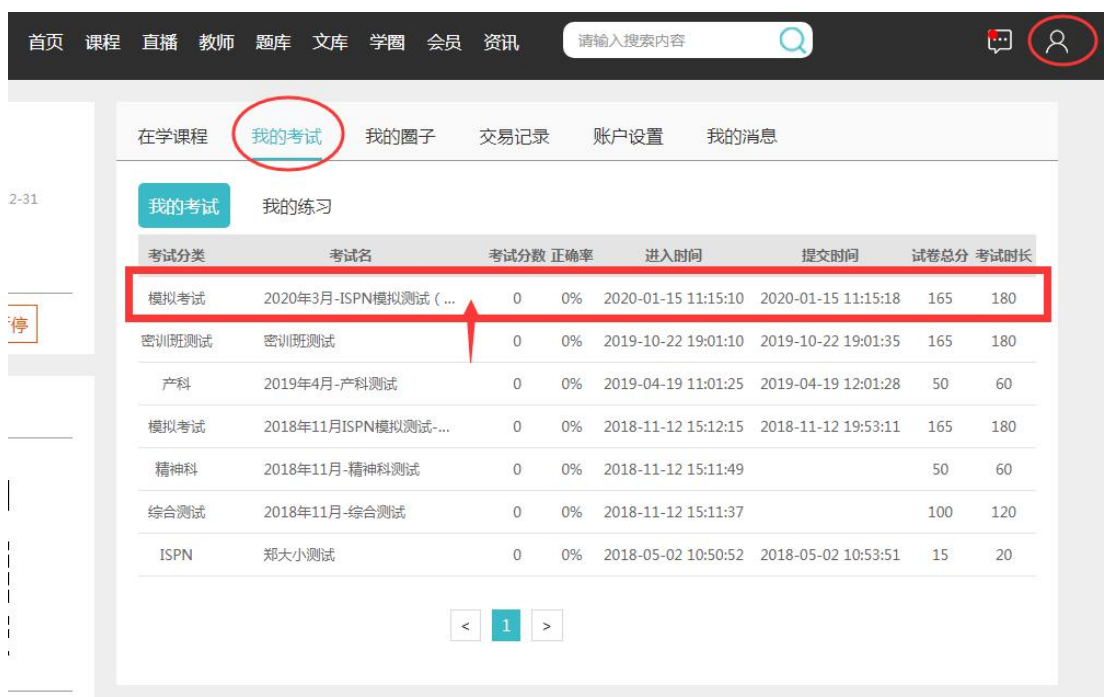 首页 课程 直播 教师 题库 文库 学圈 会员 资讯 请输入搜索内容
在学课程 我的考试 我的圈子 交易记录 账户设置 我的消息
2-31
我的考试 我的练习
考试分类 考试名 考试分数 正确率 进入时间 提交时间 试卷总分 考试时长
模拟考试 2020年3月-ISPN模拟测试 ( ... 0 0% 2020-01-15 11:15:10 2020-01-15 11:15:18 165 180
停
密训班测试 密训班测试 0 0% 2019-10-22 19:01:10 2019-10-22 19:01:35 165 180
产科 2019年4月-产科测试 0 0% 2019-04-19 11:01:25 2019-04-19 12:01:28 50 60
模拟考试 2018年11月ISPN模拟测试-... 0 0% 2018-11-12 15:12:15 2018-11-12 19:53:11 165 180
精神科 2018年11月-精神科测试 0 0% 2018-11-12 15:11:49 50 60
综合测试 2018年11月-综合测试 0 0% 2018-11-12 15:11:37 100 120
ISPN 郑大小测试 0 0% 2018-05-02 10:50:52 2018-05-02 10:53:51 15 20
< 1 >